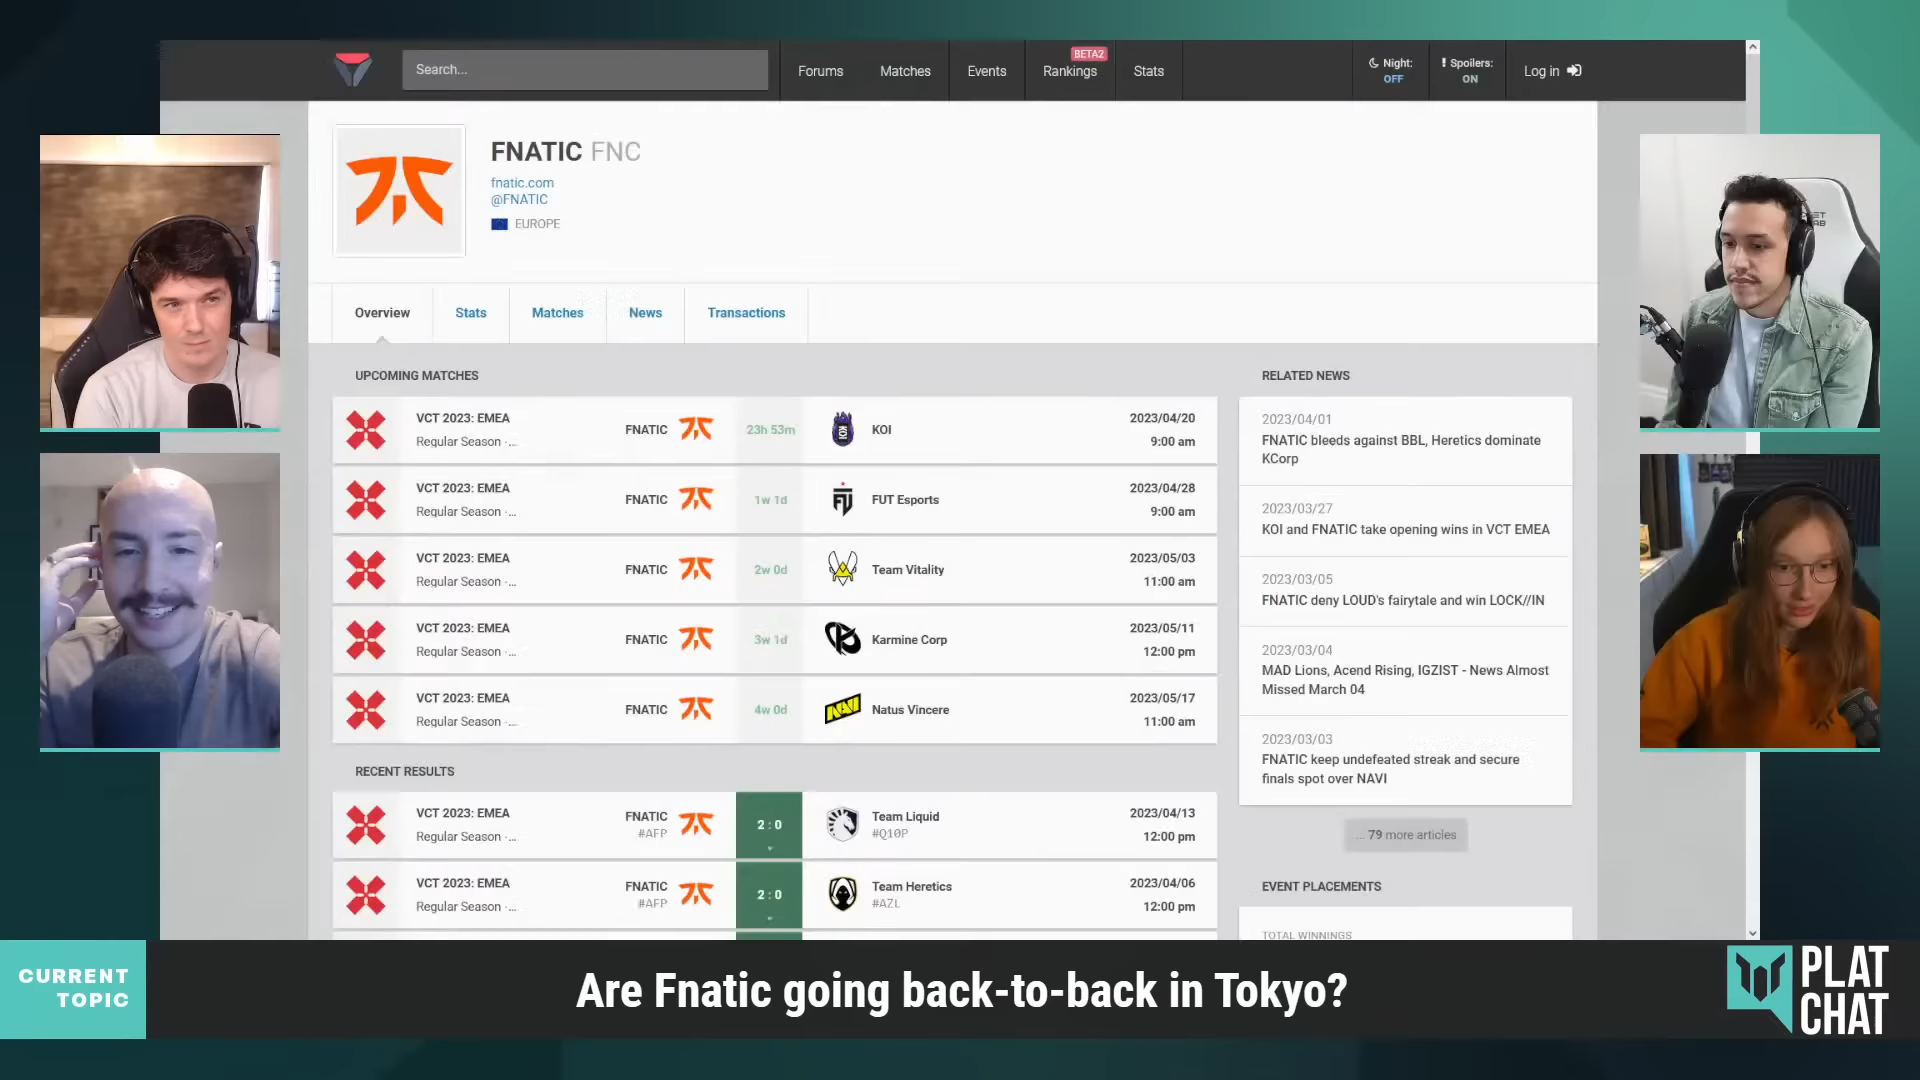 Search...
Forums
Matches
Events
BETA2
Rankings
Stats
Night:
OFF
Spoilers:
ON
Log in
FNATIC FNC
fnatic.com
@FNATIC
EUROPE
Overview
Stats
Matches
News
Transactions
UPCOMING MATCHES
VCT 2023: EMEA
Regular Season -...
FNATIC
23h 53m
KOI
2023/04/20
9:00 am
VCT 2023: EMEA
Regular Season -...
FNATIC
1w 1d
FUT Esports
2023/04/28
9:00 am
VCT 2023: EMEA
Regular Season -...
FNATIC
2w 0d
Team Vitality
2023/05/03
11:00 am
VCT 2023: EMEA
Regular Season -...
FNATIC
3w 1d
Karmine Corp
2023/05/11
12:00 pm
VCT 2023: EMEA
Regular Season -...
FNATIC
4w 0d
NAVI
Natus Vincere
2023/05/17
11:00 am
RECENT RESULTS
VCT 2023: EMEA
Regular Season -...
FNATIC
#AFP
2 : 0
Team Liquid
#Q10P
2023/04/13
12:00 pm
VCT 2023: EMEA
Regular Season -...
FNATIC
#AFP
2 : 0
Team Heretics
#AZL
2023/04/06
12:00 pm
RELATED NEWS
2023/04/01
FNATIC bleeds against BBL, Heretics dominate
KCorp
2023/03/27
KOI and FNATIC take opening wins in VCT EMEA
2023/03/05
FNATIC deny LOUD's fairytale and win LOCK//IN
2023/03/04
MAD Lions, Acend Rising, IGZIST - News Almost
Missed March 04
2023/03/03
FNATIC keep undefeated streak and secure
finals spot over NAVI
... 79 more articles
EVENT PLACEMENTS
TOTAL WINNINGS
CURRENT
TOPIC
Are Fnatic going back-to-back in Tokyo?
PLAT
CHAT